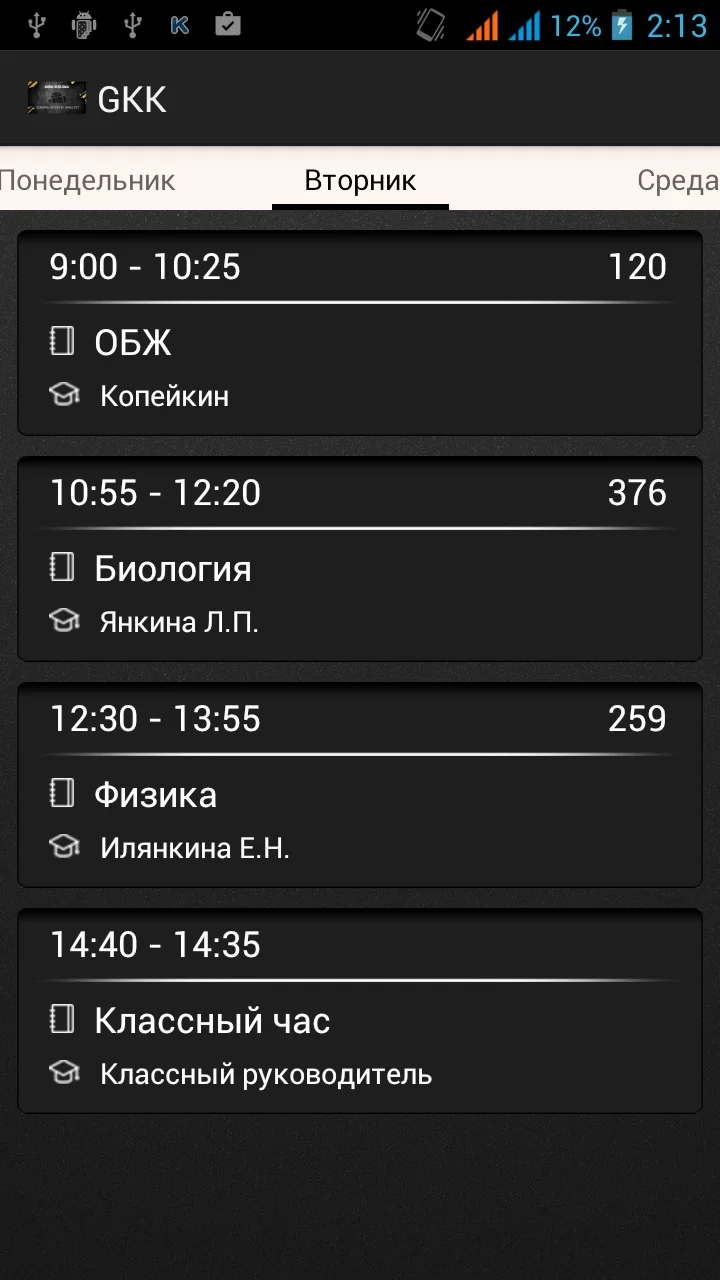 12% 2:13
GKK
Понедельник Вторник Среда
9:00 - 10:25 120
ОБЖ
Копейкин
10:55 - 12:20 376
Биология
Янкина Л.П.
12:30 - 13:55 259
Физика
Илянкина Е.Н.
14:40 - 14:35
Классный час
Классный руководитель